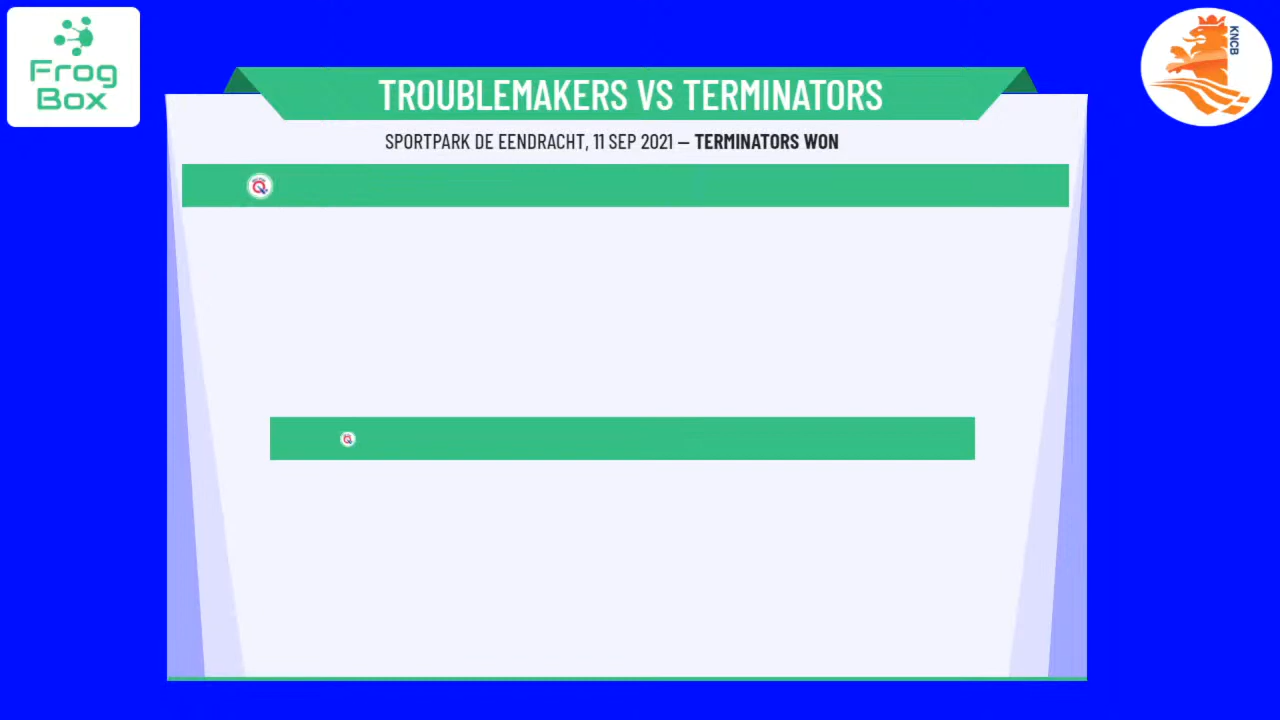 Frog
Box
KNCB
TROUBLEMAKERS VS TERMINATORS
SPORTPARK DE EENDRACHT, 11 SEP 2021 – TERMINATORS WON